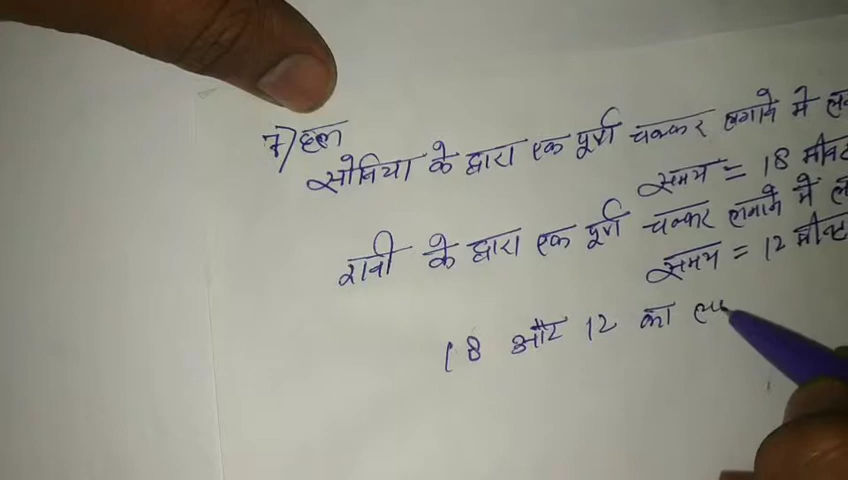 7) हल
सोनिया के द्वारा एक पूर्ण चक्कर लगाने में
समय = 18 मीनट
रावी के द्वारा एक पूर्ण चक्कर लगाने में
समय = 12 मीनट
18 और 12 का